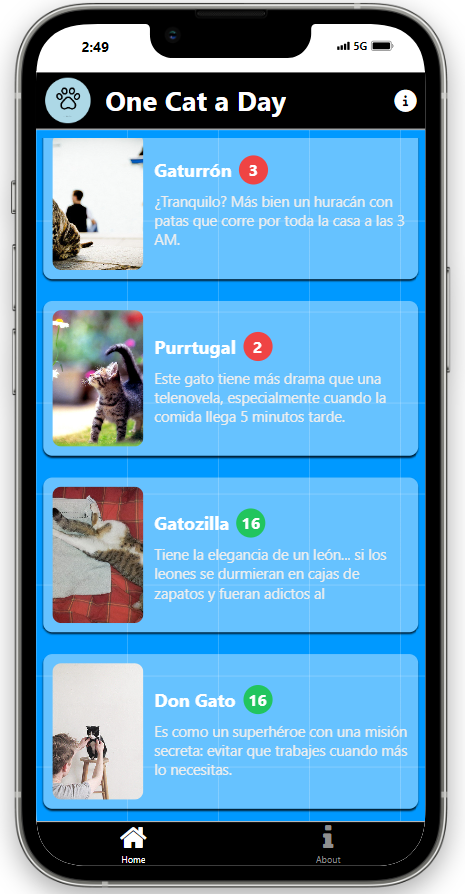 2:49
5G
One Cat a Day
Gaturrón 3
¿Tranquilo? Más bien un huracán con
patas que corre por toda la casa a las 3
AM.
Purrtugal 2
Este gato tiene más drama que una
telenovela, especialmente cuando la
comida llega 5 minutos tarde.
Gatozilla 16
Tiene la elegancia de un león... si los
leones se durmieran en cajas de
zapatos y fueran adictos al
Don Gato 16
Es como un superhéroe con una misión
secreta: evitar que trabajes cuando más
lo necesitas.
Home
About